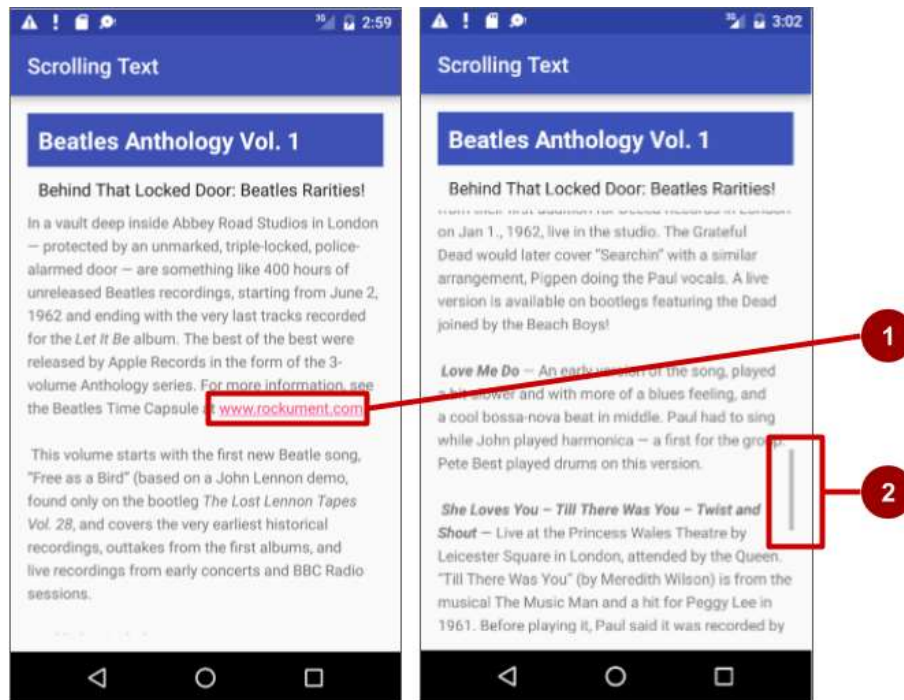 2:59
Scrolling Text
Beatles Anthology Vol. 1
Behind That Locked Door: Beatles Rarities!
In a vault deep inside Abbey Road Studios in London
— protected by an unmarked, triple-locked, police-
alarmed door — are something like 400 hours of
unreleased Beatles recordings, starting from June 2,
1962 and ending with the very last tracks recorded
for the Let It Be album. The best of the best were
released by Apple Records in the form of the 3-
volume Anthology series. For more information, see
the Beatles Time Capsule at www.rockument.com.
This volume starts with the first new Beatle song,
"Free as a Bird" (based on a John Lennon demo,
found only on the bootleg The Lost Lennon Tapes
Vol. 28, and covers the very earliest historical
recordings, outtakes from the first albums, and
live recordings from early concerts and BBC Radio
sessions.
3:02
Scrolling Text
Beatles Anthology Vol. 1
Behind That Locked Door: Beatles Rarities!
on Jan 1., 1962, live in the studio. The Grateful
Dead would later cover "Searchin" with a similar
arrangement, Pigpen doing the Paul vocals. A live
version is available on bootlegs featuring the Dead
joined by the Beach Boys!
Love Me Do — An early version of the song, played
a bit slower and with more of a blues feeling, and
a cool bossa-nova beat in middle. Paul had to sing
while John played harmonica — a first for the group.
Pete Best played drums on this version.
She Loves You – Till There Was You – Twist and
Shout — Live at the Princess Wales Theatre by
Leicester Square in London, attended by the Queen.
"Till There Was You" (by Meredith Wilson) is from the
musical The Music Man and a hit for Peggy Lee in
1961. Before playing it, Paul said it was recorded by
1
2